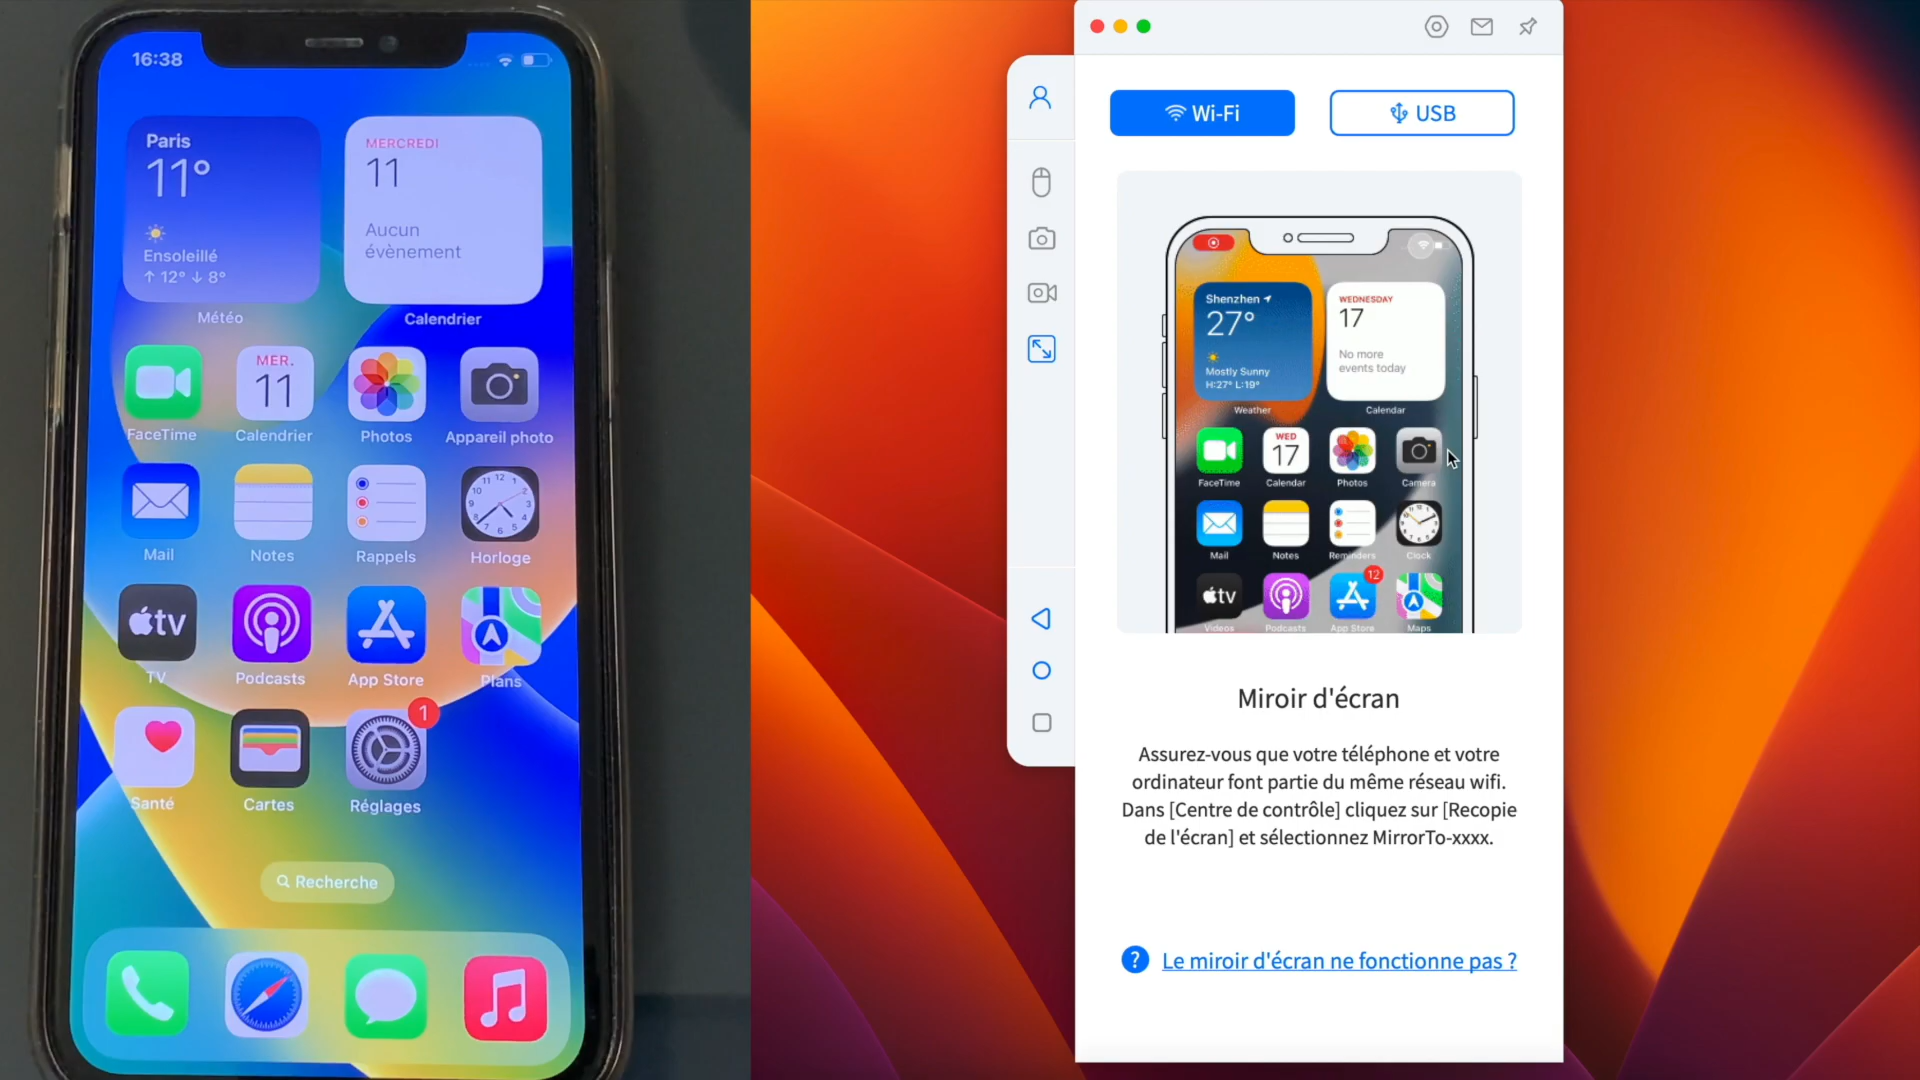 16:38
Paris
11°
Ensoleillé
↑ 12° ↓ 8°
Météo
MERCREDI
11
Aucun
évènement
Calendrier
FaceTime
MER.
11
Calendrier
Photos
Appareil photo
Mail
Notes
Rappels
Horloge
tv
TV
Podcasts
App Store
Plans
Santé
Cartes
1
Réglages
Recherche
Wi-Fi
USB
Shenzhen
27°
Mostly Sunny
H:27° L:19°
Weather
WEDNESDAY
17
No more
events today
Calendar
FaceTime
WED
17
Calendar
Photos
Camera
Mail
Notes
Reminders
Clock
tv
Videos
Podcasts
12
App Store
Maps
Miroir d'écran
Assurez-vous que votre téléphone et votre
ordinateur font partie du même réseau wifi.
Dans [Centre de contrôle] cliquez sur [Recopie
de l'écran] et sélectionnez MirrorTo-xxxx.
? Le miroir d'écran ne fonctionne pas ?